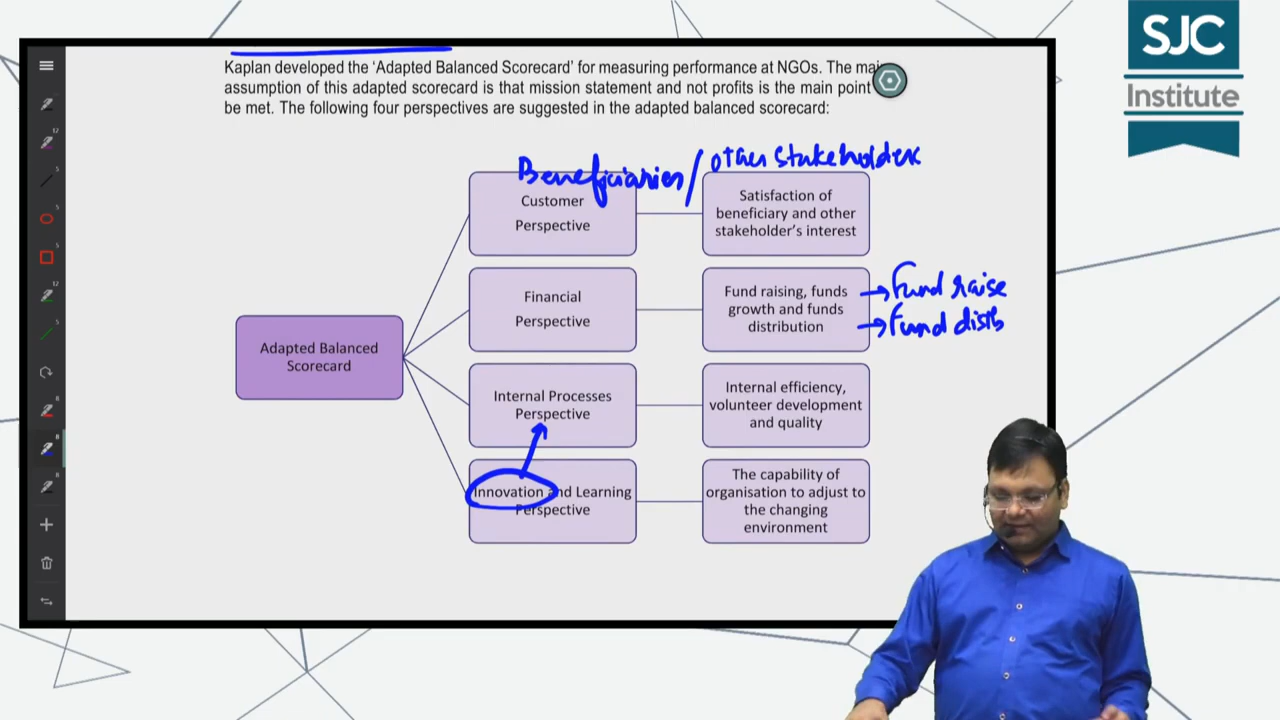 SJC
Institute
Kaplan developed the ‘Adapted Balanced Scorecard’ for measuring performance at NGOs. The mai
assumption of this adapted scorecard is that mission statement and not profits is the main point
be met. The following four perspectives are suggested in the adapted balanced scorecard:
Beneficiaries / other stakeholders
Customer
Perspective
Satisfaction of
beneficiary and other
stakeholder’s interest
Financial
Perspective
Fund raising, funds
growth and funds
distribution
→ Fund raise
→ Fund distb
Adapted Balanced
Scorecard
Internal Processes
Perspective
Internal efficiency,
volunteer development
and quality
Innovation and Learning
Perspective
The capability of
organisation to adjust to
the changing
environment